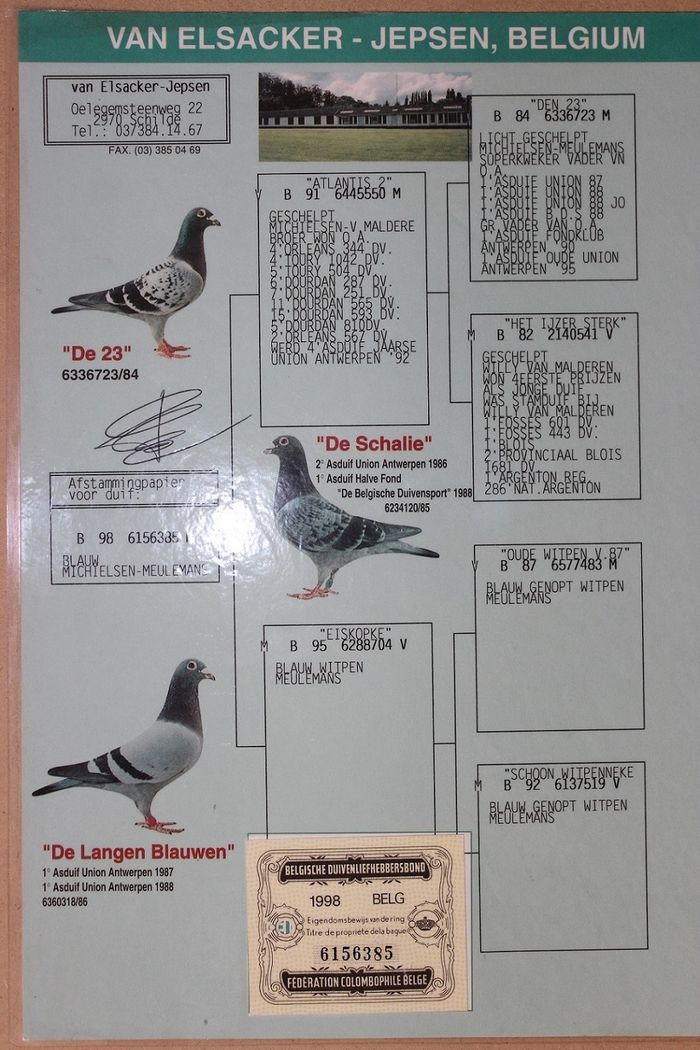 VAN ELSACKER - JEPSEN, BELGIUM
van Elsacker-Jepsen
Oelegemsteenweg 22
2970 Schilde
Tel.: 037384.14.67
FAX. (03) 385 04 69
"De 23"
6336723/84
Afstammingpapier
voor duif:
B 98 6156385
BLAUW
MICHIELSEN-MEULEMANS
"De Langen Blauwen"
1° Asduif Union Antwerpen 1987
1° Asduif Union Antwerpen 1988
6360318/86
V
"ATLANTIS 2"
B 91 6445550 M
GESCHELPT
MICHIELSEN-V.MALDERE
BROER WON O.A.
4'ORLEANS 344 DV.
4'TOURY 1042 DV.
5'TOURY 504 DV.
6'DOURDAN 287 DV.
7'DOURDAN 251 DV.
11'DOURDAN 565 DV.
15'DOURDAN 593 DV.
5'DOURDAN 810DV.
2'ORLEANS 567 DV.
WERD 4'ASDUIF JAARSE
UNION ANTWERPEN '92
"De Schalie"
2° Asduif Union Antwerpen 1986
1° Asduif Halve Fond
"De Belgische Duivensport" 1988
6234120/85
M
"EISKOPKE"
B 95 6288704 V
BLAUW WITPEN
MEULEMANS
V
"DEN 23"
B 84 6336723 M
LICHT GESCHELPT
MICHIELSEN-MEULEMANS
SUPERKWEKER VADER VN
O.A.
1'ASDUIF UNION 87
1'ASDUIF UNION 88
1'ASDUIF UNION 88 JO
1'ASDUIF B.D.S 88
GR.VADER VAN O.A.
1'ASDUIF FONDKLUB
ANTWERPEN '90
1'ASDUIF OUDE UNION
ANTWERPEN '95
M
"HET IJZER STERK"
B 82 2140541 V
GESCHELPT
WILLY VAN MALDEREN
WON 4EERSTE PRIJZEN
ALS JONGE DUIF
WAS STAMDUIF BIJ
WILLY VAN MALDEREN
1'FOSSES 601 DV.
1'FOSSES 443 DV.
1'BLOIS
2'PROVINCIAAL BLOIS
1681 DV
1'ARGENTON REG.
286'NAT.ARGENTON
V
"OUDE WITPEN V.87"
B 87 6577483 M
BLAUW GENOPT WITPEN
MEULEMANS
M
"SCHOON WITPENNEKE
B 92 6137519 V
BLAUW GENOPT WITPEN
MEULEMANS
BELGISCHE DUIVENLIEFHEBBERSBOND
1998 BELG
Eigendomsbewijs van de ring
Titre de propriété de la bague
6156385
FÉDÉRATION COLOMBOPHILE BELGE